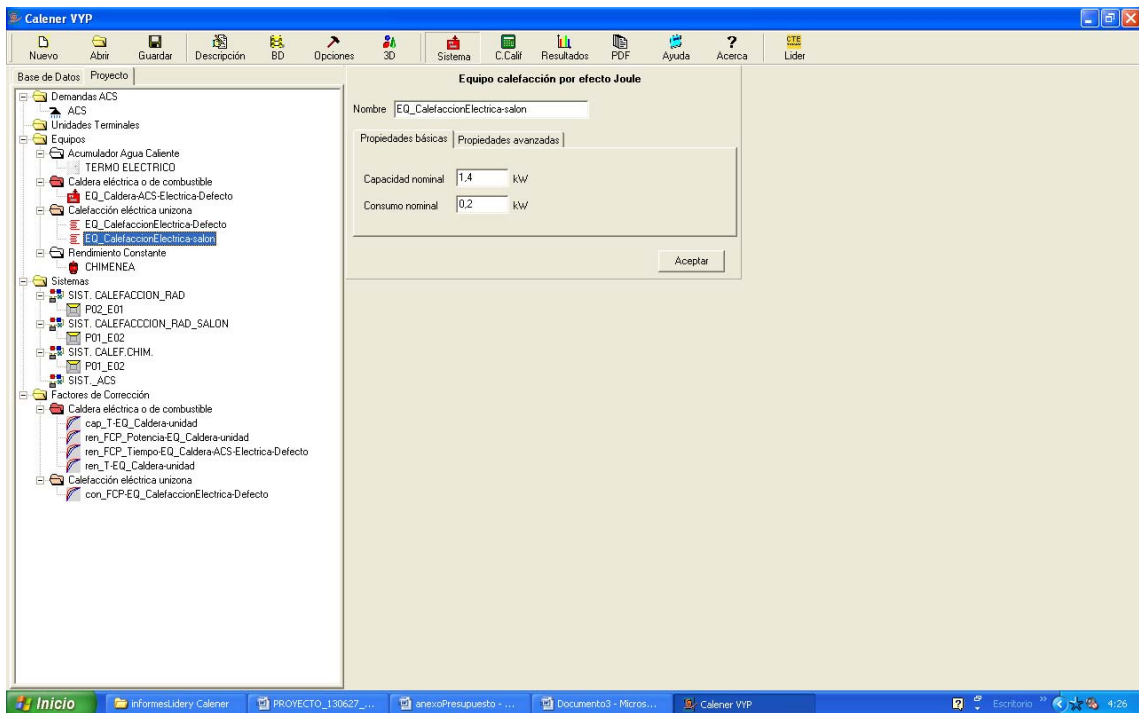 Calener VYP
Nuevo Abrir Guardar Descripción BD Opciones 3D Sistema C.Calif Resultados PDF Ayuda Acerca Lider
CTE
Base de Datos Proyecto
Demandas ACS
ACS
Unidades Terminales
Equipos
Acumulador Agua Caliente
TERMO ELECTRICO
Caldera eléctrica o de combustible
EQ_Caldera-ACS-Electrica-Defecto
Calefacción eléctrica unizona
EQ_CalefaccionElectrica-Defecto
EQ_CalefaccionElectrica-salon
Rendimiento Constante
CHIMENEA
Sistemas
SIST. CALEFACCION_RAD
P02_E01
SIST. CALEFACCCION_RAD_SALON
P01_E02
SIST. CALEF.CHIM.
P01_E02
SIST._ACS
Factores de Corrección
Caldera eléctrica o de combustible
cap_T-EQ_Caldera-unidad
ren_FCP_Potencia-EQ_Caldera-unidad
ren_FCP_Tiempo-EQ_Caldera-ACS-Electrica-Defecto
ren_T-EQ_Caldera-unidad
Calefacción eléctrica unizona
con_FCP-EQ_CalefaccionElectrica-Defecto
Equipo calefacción por efecto Joule
Nombre EQ_CalefaccionElectrica-salon
Propiedades básicas Propiedades avanzadas
Capacidad nominal 1,4 kW
Consumo nominal 0,2 kW
Aceptar
Inicio informesLidery Calener PROYECTO_130627_... anexoPresupuesto - ... Documento3 - Micros... Calener VYP Escritorio » 4:26